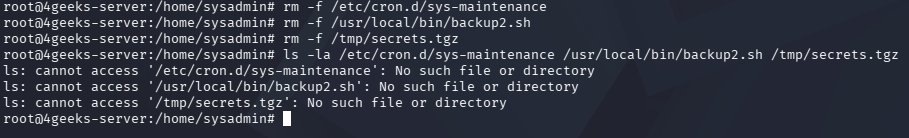 root@4geeks-server:/home/sysadmin# rm -f /etc/cron.d/sys-maintenance
root@4geeks-server:/home/sysadmin# rm -f /usr/local/bin/backup2.sh
root@4geeks-server:/home/sysadmin# rm -f /tmp/secrets.tgz
root@4geeks-server:/home/sysadmin# ls -la /etc/cron.d/sys-maintenance /usr/local/bin/backup2.sh /tmp/secrets.tgz
ls: cannot access '/etc/cron.d/sys-maintenance': No such file or directory
ls: cannot access '/usr/local/bin/backup2.sh': No such file or directory
ls: cannot access '/tmp/secrets.tgz': No such file or directory
root@4geeks-server:/home/sysadmin#